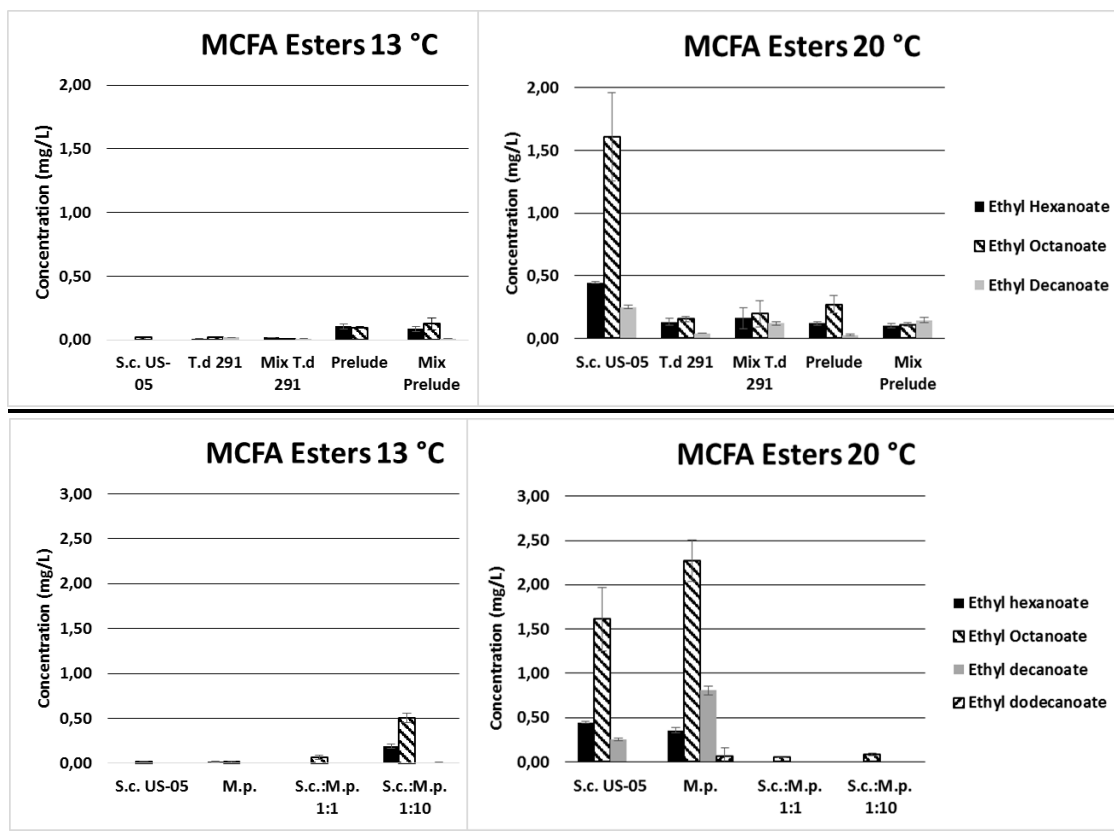 MCFA Esters 13 °C
Concentration (mg/L)
2,00
1,50
1,00
0,50
0,00
S.c. US-
05
T.d 291
Mix T.d
291
Prelude
Mix
Prelude
MCFA Esters 20 °C
Concentration (mg/L)
2,00
1,50
1,00
0,50
0,00
S.c. US-05
T.d 291
Mix T.d
291
Prelude
Mix
Prelude
Ethyl Hexanoate
Ethyl Octanoate
Ethyl Decanoate
MCFA Esters 13 °C
Concentration (mg/L)
3,00
2,50
2,00
1,50
1,00
0,50
0,00
S.c. US-05
M.p.
S.c.:M.p.
1:1
S.c.:M.p.
1:10
MCFA Esters 20 °C
Concentration (mg/L)
3,00
2,50
2,00
1,50
1,00
0,50
0,00
S.c. US-05
M.p.
S.c.:M.p.
1:1
S.c.:M.p.
1:10
Ethyl hexanoate
Ethyl Octanoate
Ethyl decanoate
Ethyl dodecanoate